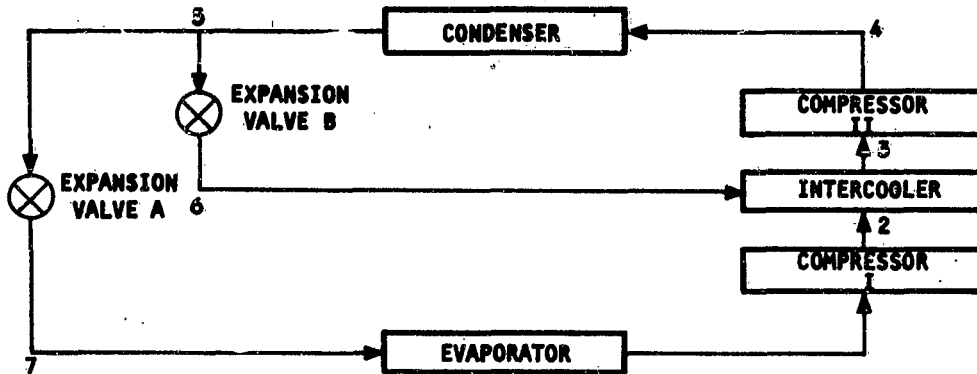 5
CONDENSER
4
EXPANSION
VALVE B
COMPRESSOR
II
3
EXPANSION
VALVE A
6
INTERCOOLER
2
COMPRESSOR
I
7
EVAPORATOR